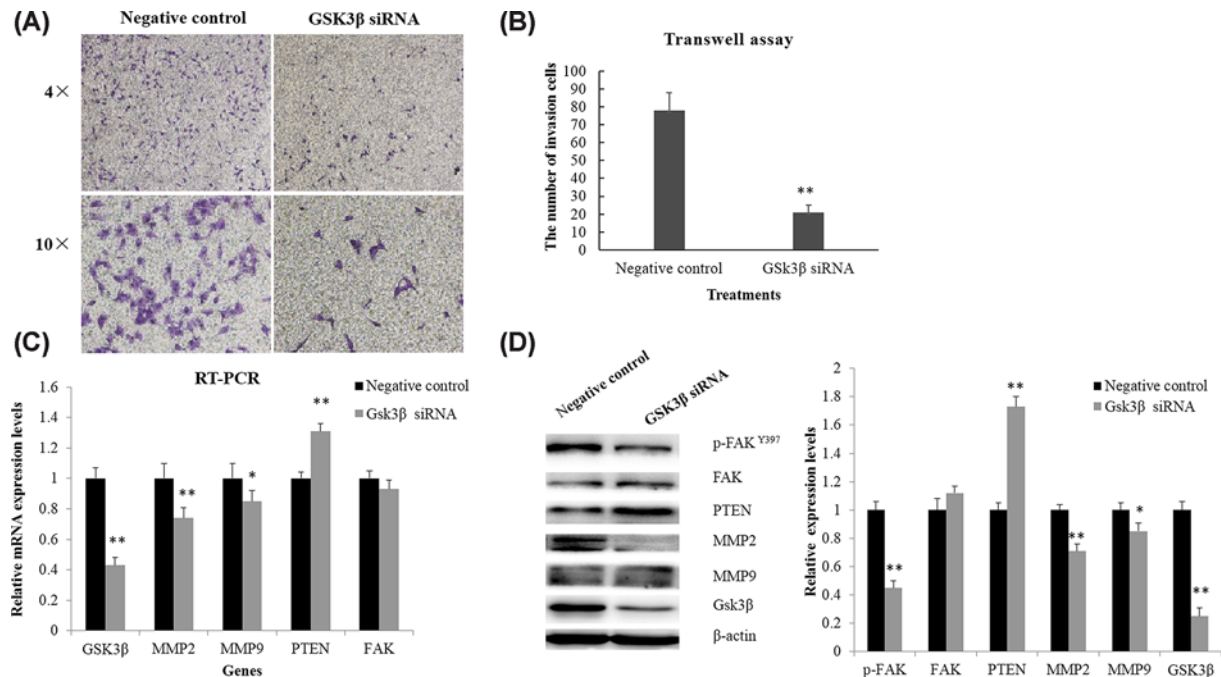 (A)
Negative control
GSK3β siRNA
4×
10×
(B)
Transwell assay
The number of invasion cells
100
90
80
70
60
50
40
30
20
10
0
**
Negative control
GSk3β siRNA
Treatments
(C)
RT-PCR
Negative control
Gsk3β siRNA
Relative mRNA expression levels
1.6
1.4
1.2
1
0.8
0.6
0.4
0.2
0
**
**
*
**
GSK3β
MMP2
MMP9
PTEN
FAK
Genes
(D)
Negative control
GSK3β siRNA
p-FAK Y397
FAK
PTEN
MMP2
MMP9
Gsk3β
β-actin
Negative control
Gsk3β siRNA
Relative expression levels
2
1.8
1.6
1.4
1.2
1
0.8
0.6
0.4
0.2
0
**
**
**
*
**
p-FAK
FAK
PTEN
MMP2
MMP9
GSK3β